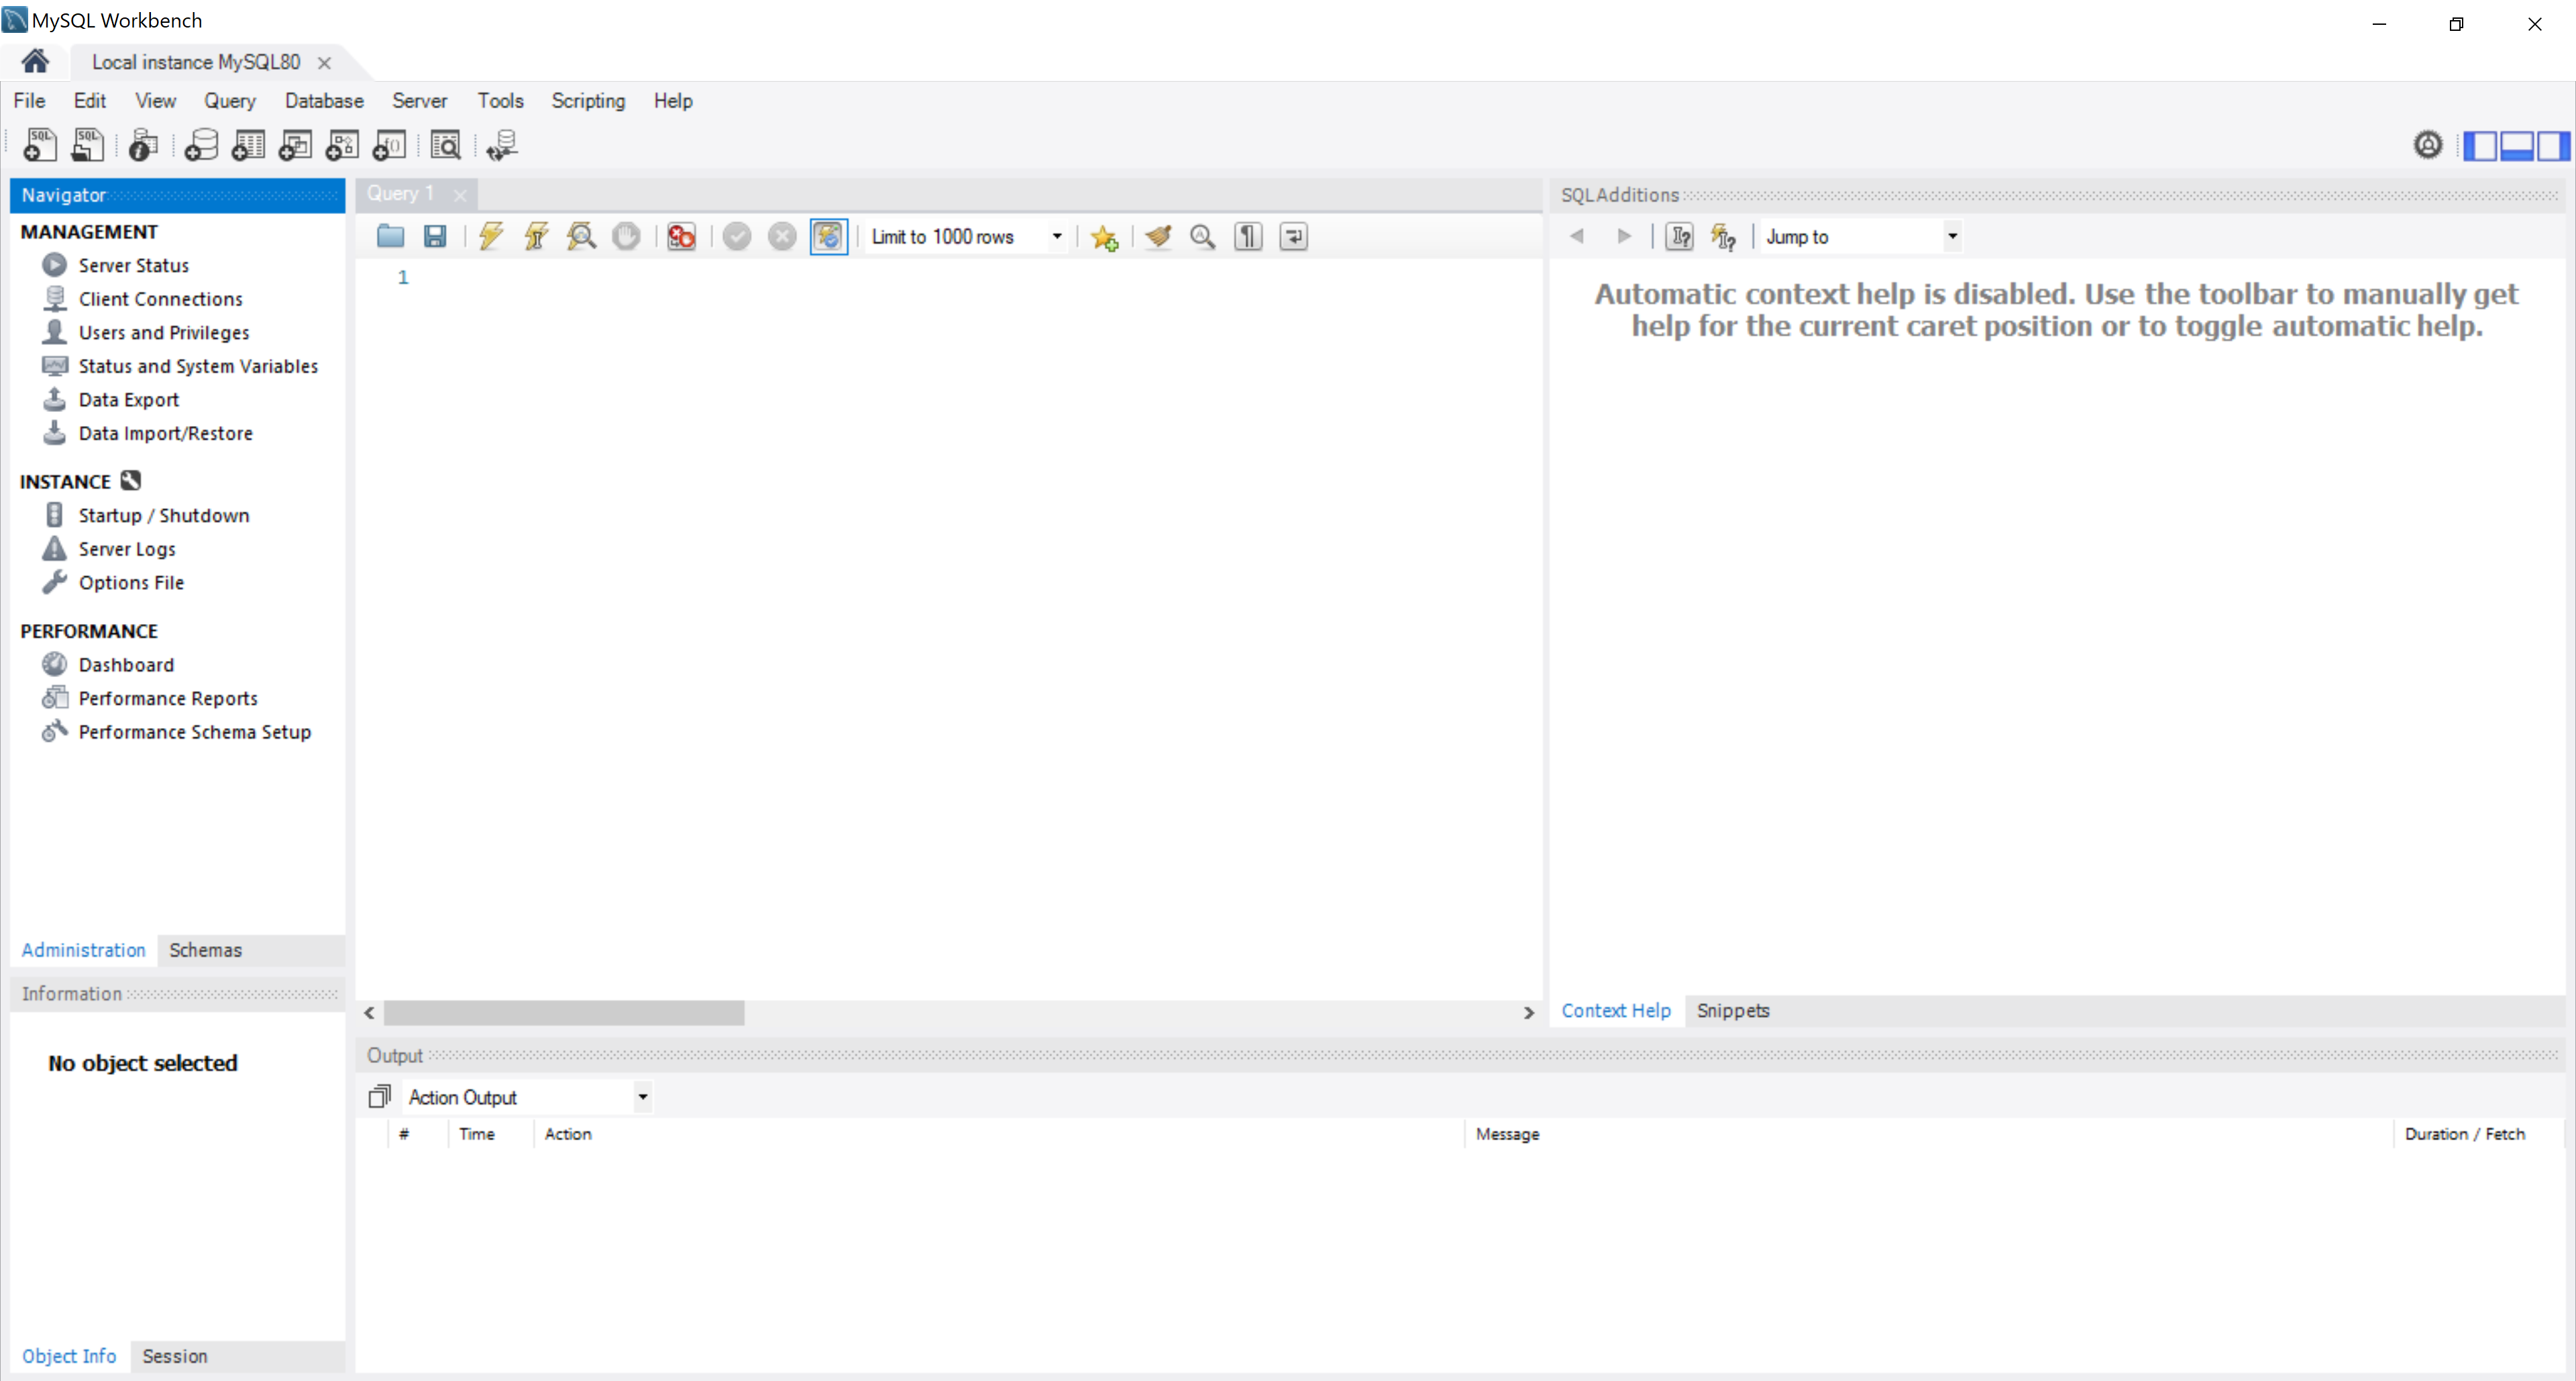 MySQL Workbench
Local instance MySQL80
File Edit View Query Database Server Tools Scripting Help
Navigator
MANAGEMENT
Server Status
Client Connections
Users and Privileges
Status and System Variables
Data Export
Data Import/Restore
INSTANCE
Startup / Shutdown
Server Logs
Options File
PERFORMANCE
Dashboard
Performance Reports
Performance Schema Setup
Administration Schemas
Information
No object selected
Object Info Session
Query 1
Limit to 1000 rows
1
SQLAdditions
Jump to
Automatic context help is disabled. Use the toolbar to manually get
help for the current caret position or to toggle automatic help.
Context Help Snippets
Output
Action Output
# Time Action Message Duration / Fetch